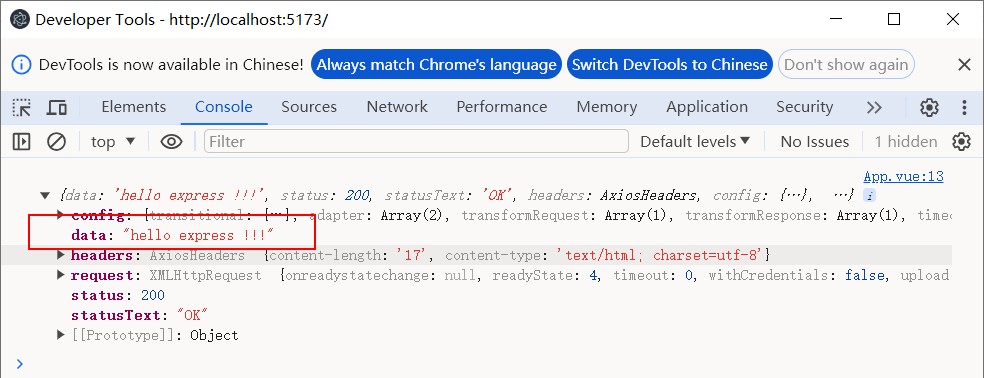 Developer Tools - http://localhost:5173/
DevTools is now available in Chinese! Always match Chrome's language Switch DevTools to Chinese Don't show again
Elements Console Sources Network Performance Memory Application Security
top Filter Default levels No Issues 1 hidden
App.vue:13
{data: 'hello express !!!', status: 200, statusText: 'OK', headers: AxiosHeaders, config: {…}, …}
config: {transitional: {…}, adapter: Array(2), transformRequest: Array(1), transformResponse: Array(1), timeo
data: "hello express !!!"
headers: AxiosHeaders {content-length: '17', content-type: 'text/html; charset=utf-8'}
request: XMLHttpRequest {onreadystatechange: null, readyState: 4, timeout: 0, withCredentials: false, upload
status: 200
statusText: "OK"
[[Prototype]]: Object